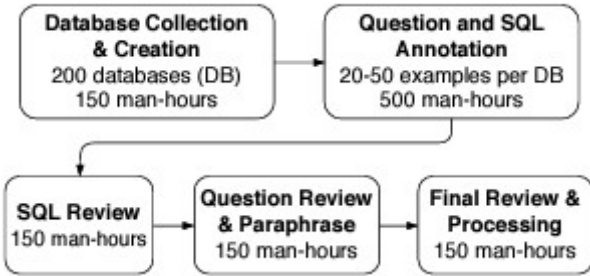 Database Collection
& Creation
200 databases (DB)
150 man-hours
Question and SQL
Annotation
20-50 examples per DB
500 man-hours
SQL Review
150 man-hours
Question Review
& Paraphrase
150 man-hours
Final Review &
Processing
150 man-hours